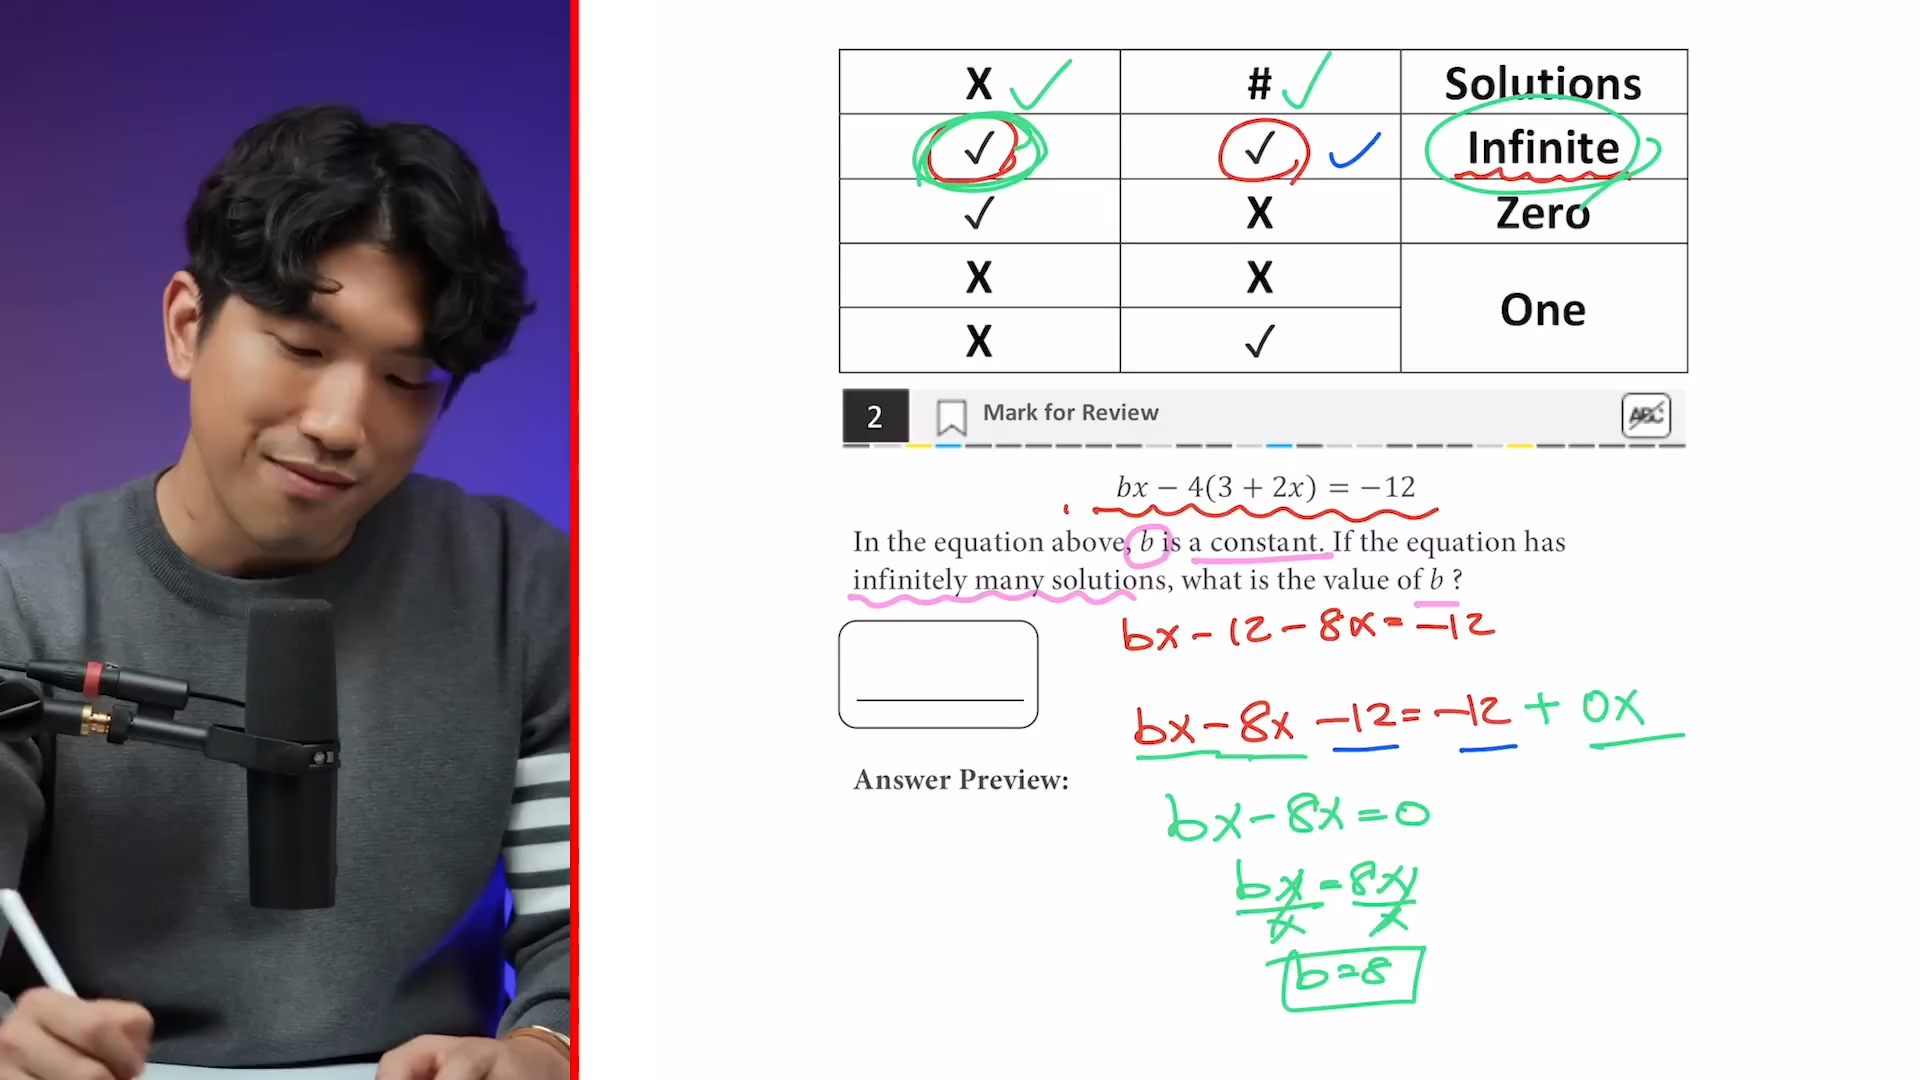 X ✓ # ✓ Solutions
✓ ✓ ✓ Infinite
✓ X Zero
X X One
X ✓
2 Mark for Review ABC
bx − 4(3 + 2x) = −12
In the equation above, b is a constant. If the equation has
infinitely many solutions, what is the value of b ?
bx - 12 - 8x = -12
bx - 8x - 12 = -12 + 0x
Answer Preview:
bx - 8x = 0
bx = 8x
x x
b = 8